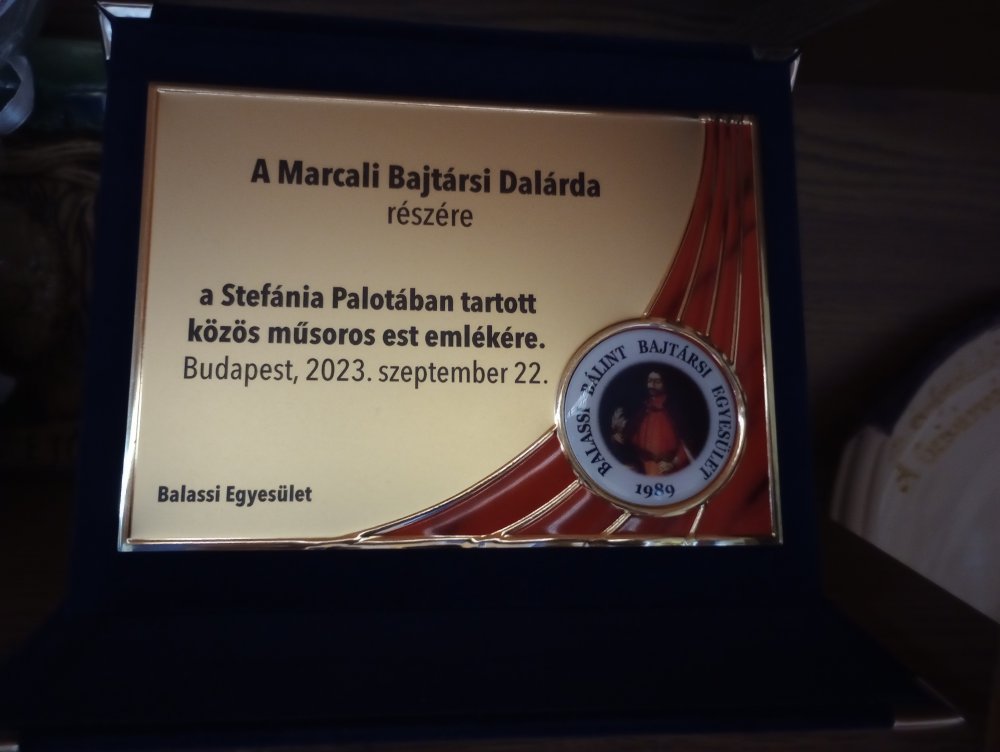 A Marcali Bajtársi Dalárda
részére
a Stefánia Palotában tartott
közös műsoros est emlékére.
Budapest, 2023. szeptember 22.
Balassi Egyesület
BALASSI BÁLINT BAJTÁRSI EGYESÜLET
1989